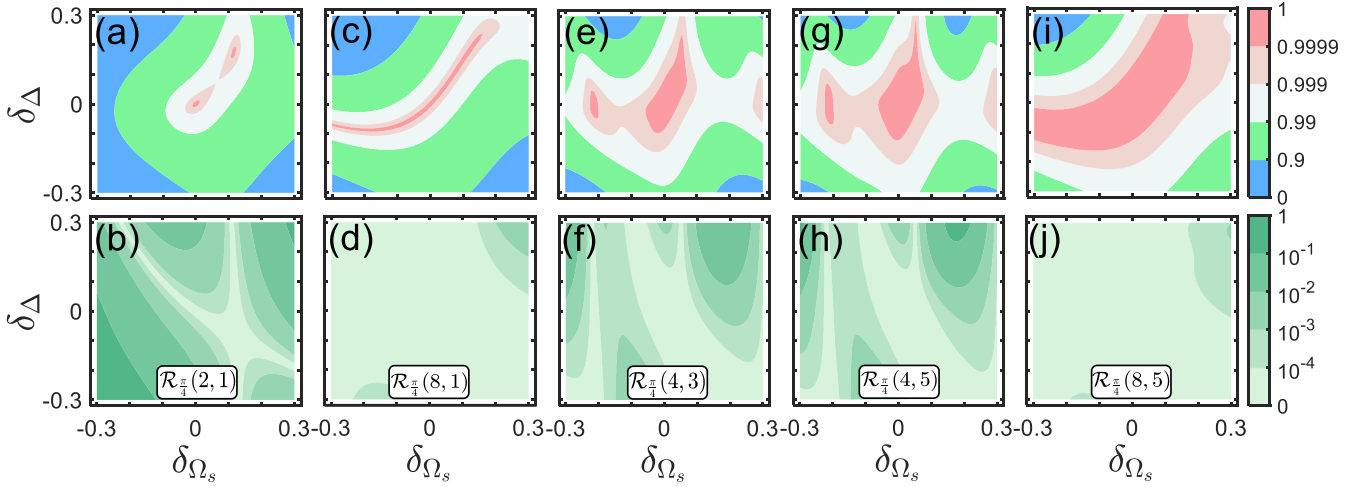 0.3 (a) (c) (e) (g) (i) 1
0.9999
0.999
δ_Δ 0
0.99
0.9
-0.3 0
0.3 (b) (d) (f) (h) (j) 1
10^-1
10^-2
δ_Δ 0
10^-3
10^-4
ℛ_{π/4}(2, 1) ℛ_{π/4}(8, 1) ℛ_{π/4}(4, 3) ℛ_{π/4}(4, 5) ℛ_{π/4}(8, 5)
-0.3 0
-0.3 0 0.3 -0.3 0 0.3 -0.3 0 0.3 -0.3 0 0.3 -0.3 0 0.3
δ_{Ω_s} δ_{Ω_s} δ_{Ω_s} δ_{Ω_s} δ_{Ω_s}